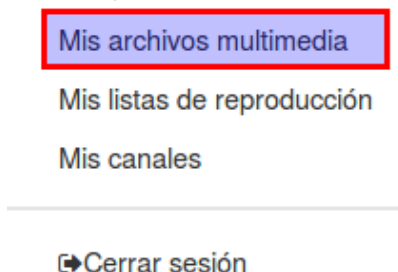 Mis archivos multimedia
Mis listas de reproducción
Mis canales
Cerrar sesión